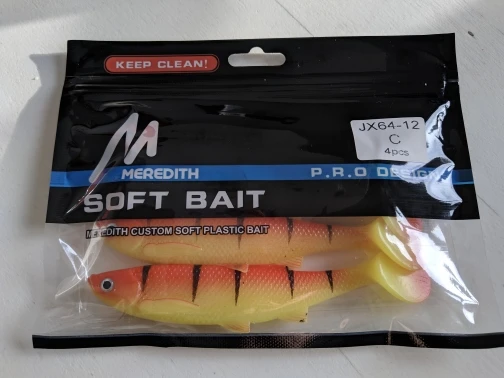 KEEP CLEAN!
JX64-12
C
4pcs
MEREDITH
P.R.O DESIGN
SOFT BAIT
MEREDITH CUSTOM SOFT PLASTIC BAIT